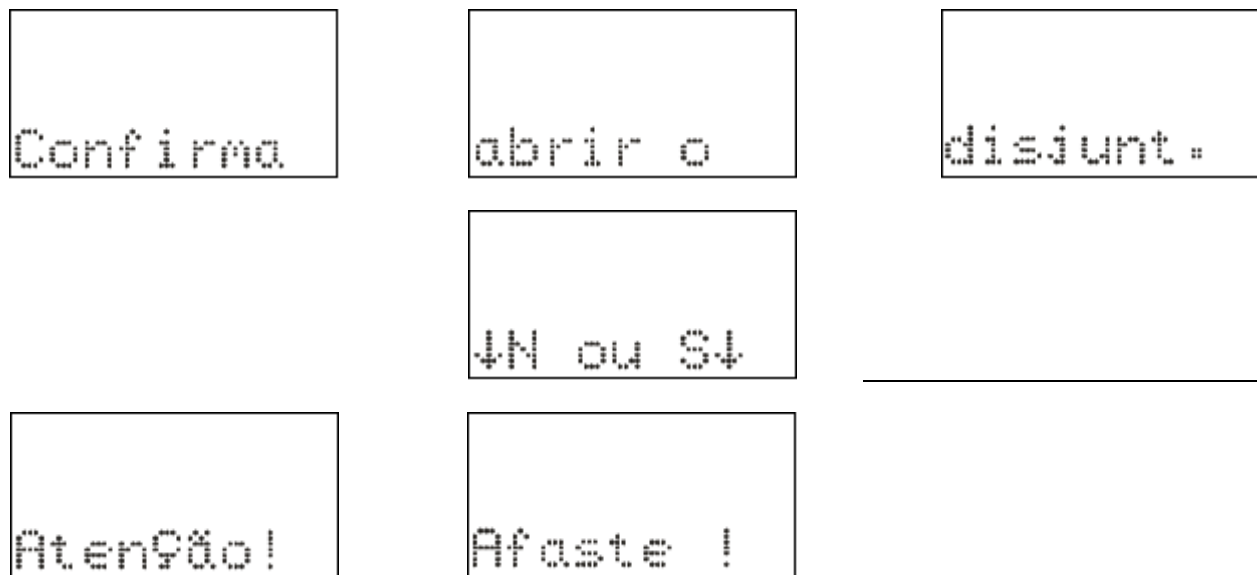 Confirma
abrir o
disjunt.
↓N ou S↓
Atenção!
Afaste !